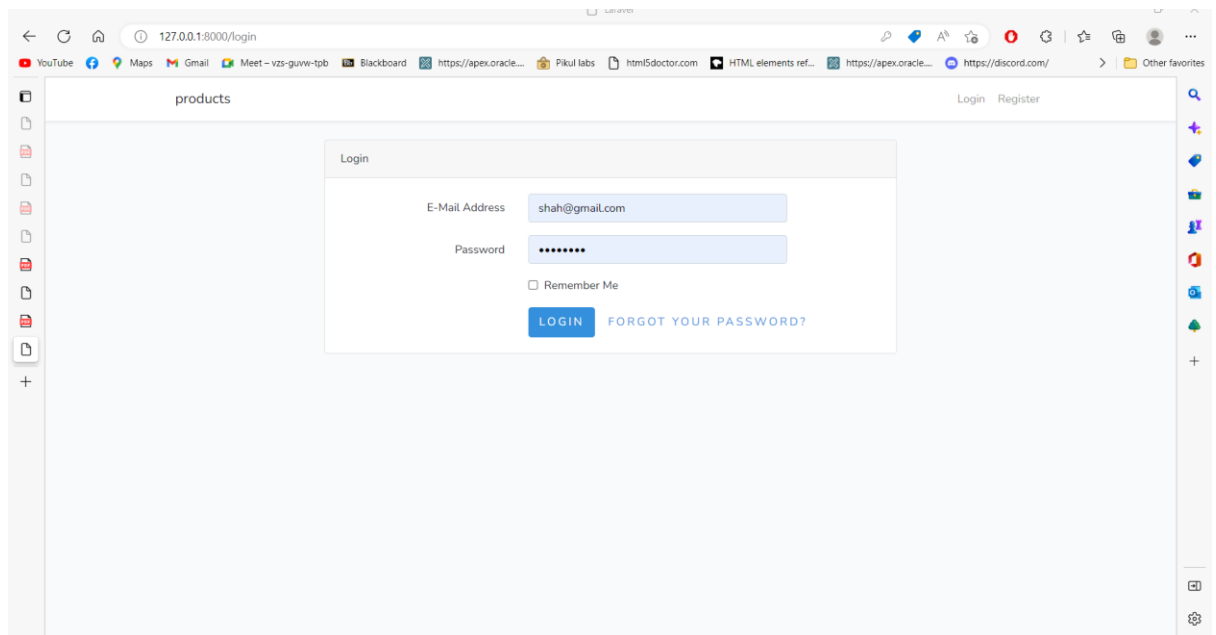 Laravel
127.0.0.1:8000/login
YouTube Maps Gmail Meet – vzs-guvw-tpb Blackboard https://apex.oracle.... Pikul labs html5doctor.com HTML elements ref... https://apex.oracle.... https://discord.com/ Other favorites
products Login Register
Login
E-Mail Address shah@gmail.com
Password ••••••••
Remember Me
LOGIN FORGOT YOUR PASSWORD?